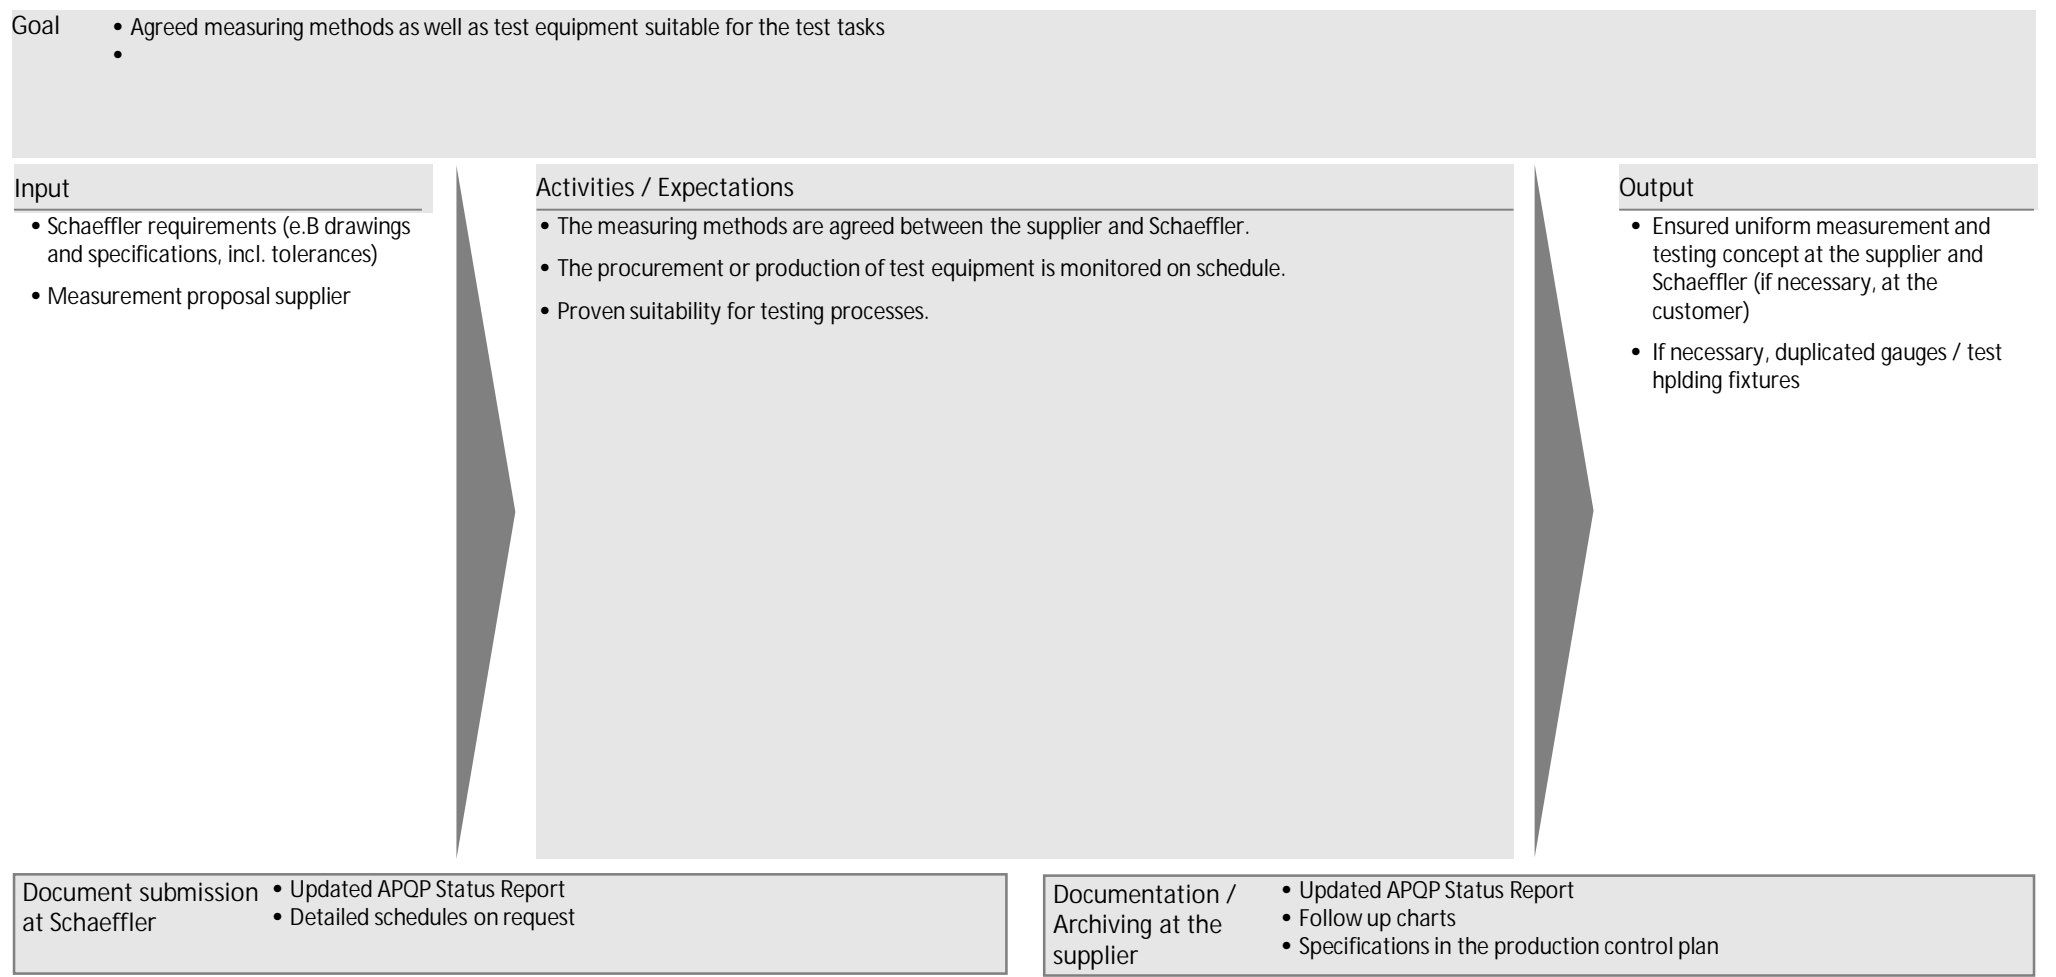 Goal
• Agreed measuring methods as well as test equipment suitable for the test tasks
•
Input
• Schaeffler requirements (e.B drawings
and specifications, incl. tolerances)
• Measurement proposal supplier
Activities / Expectations
• The measuring methods are agreed between the supplier and Schaeffler.
• The procurement or production of test equipment is monitored on schedule.
• Proven suitability for testing processes.
Output
• Ensured uniform measurement and
testing concept at the supplier and
Schaeffler (if necessary, at the
customer)
• If necessary, duplicated gauges / test
hplding fixtures
Document submission
at Schaeffler
• Updated APQP Status Report
• Detailed schedules on request
Documentation /
Archiving at the
supplier
• Updated APQP Status Report
• Follow up charts
• Specifications in the production control plan